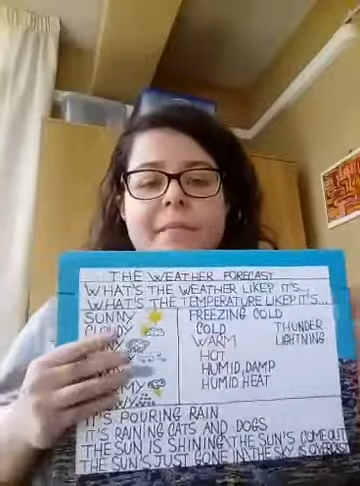 THE WEATHER FORECAST
WHAT'S THE WEATHER LIKE? IT'S...
WHAT'S THE TEMPERATURE LIKE? IT'S...
SUNNY
CLOUDY
FREEZING COLD
COLD
WARM
HOT
HUMID, DAMP
HUMID HEAT
THUNDER
LIGHTNING
IT'S POURING RAIN
IT'S RAINING CATS AND DOGS
THE SUN IS SHINING THE SUN'S COME OUT
THE SUN'S JUST GONE IN THE SKY IS